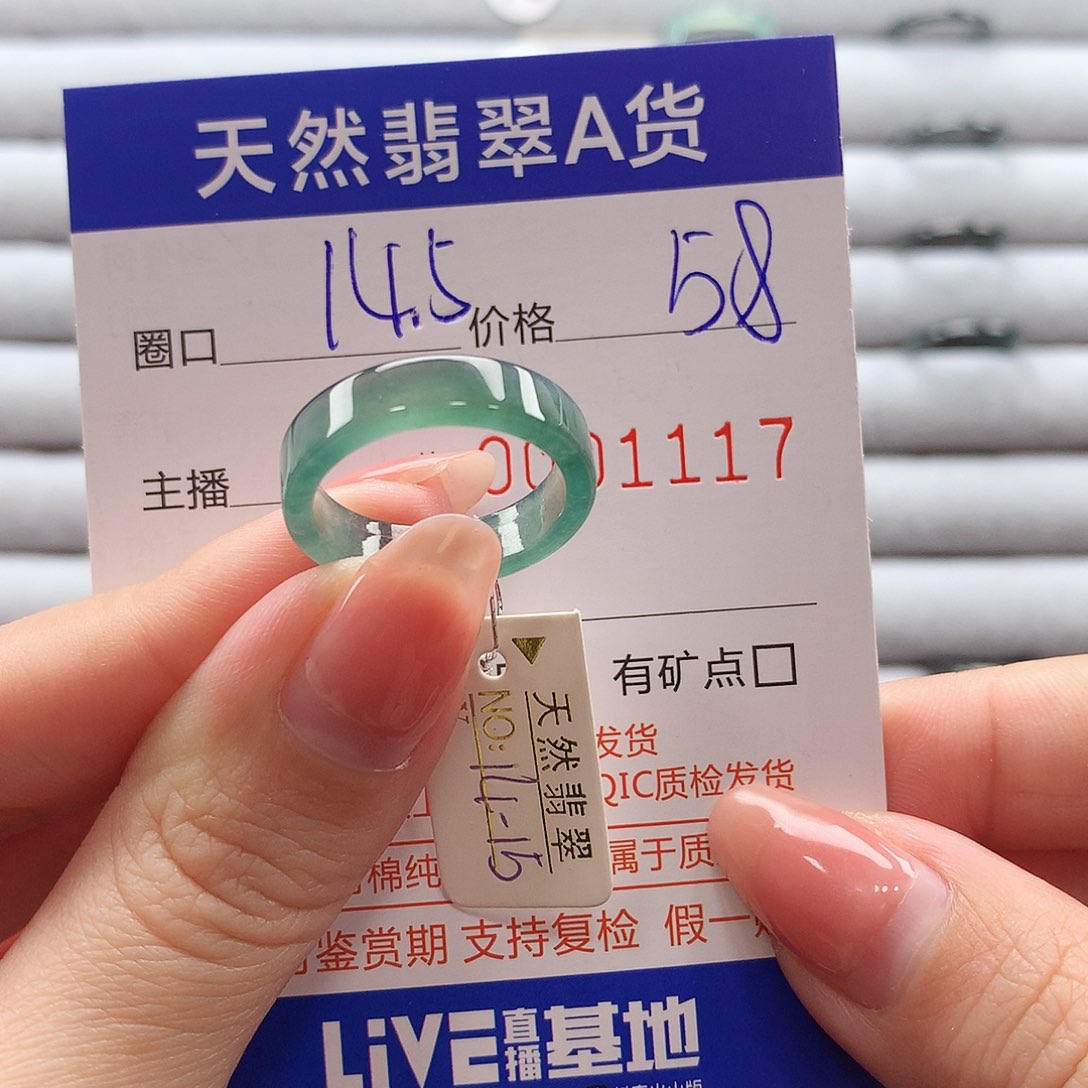 天然翡翠A货
圈口 14.5 价格 58
主播 0001117
有矿点□
发货
QIC质检发货
棉纯 属于质
鉴赏期 支持复检 假一
天然翡翠
NO:
LiVE直播基地